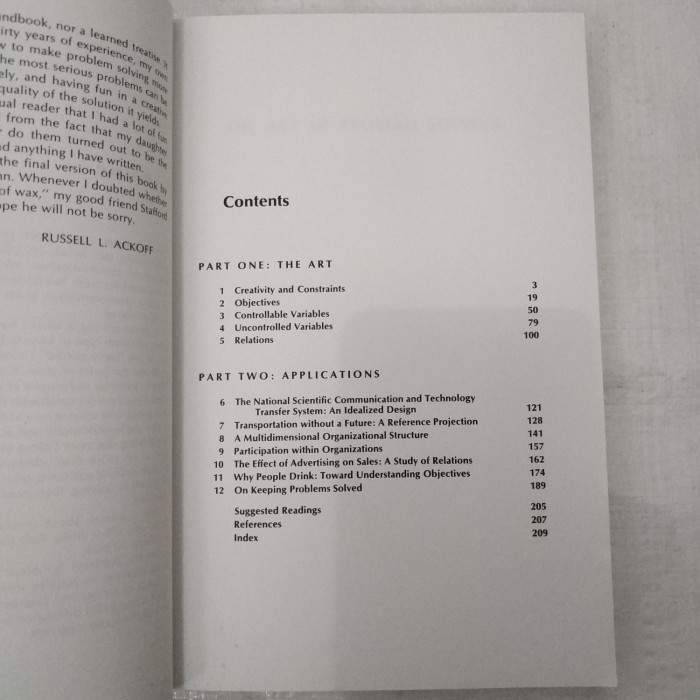 ndbook, nor a learned treatise
irty years of experience, my own
to make problem solving more
he most serious problems can be
ely, and having fun in a creative
quality of the solution it yields.
ual reader that I had a lot of fun
from the fact that my daughter
do them turned out to be the
d anything I have written.
the final version of this book by
n. Whenever I doubted whether
of wax," my good friend Stafford
pe he will not be sorry.
RUSSELL L. ACKOFF
Contents
PART ONE: THE ART
1 Creativity and Constraints 3
2 Objectives 19
3 Controllable Variables 50
4 Uncontrolled Variables 79
5 Relations 100
PART TWO: APPLICATIONS
6 The National Scientific Communication and Technology
Transfer System: An Idealized Design 121
7 Transportation without a Future: A Reference Projection 128
8 A Multidimensional Organizational Structure 141
9 Participation within Organizations 157
10 The Effect of Advertising on Sales: A Study of Relations 162
11 Why People Drink: Toward Understanding Objectives 174
12 On Keeping Problems Solved 189
Suggested Readings 205
References 207
Index 209